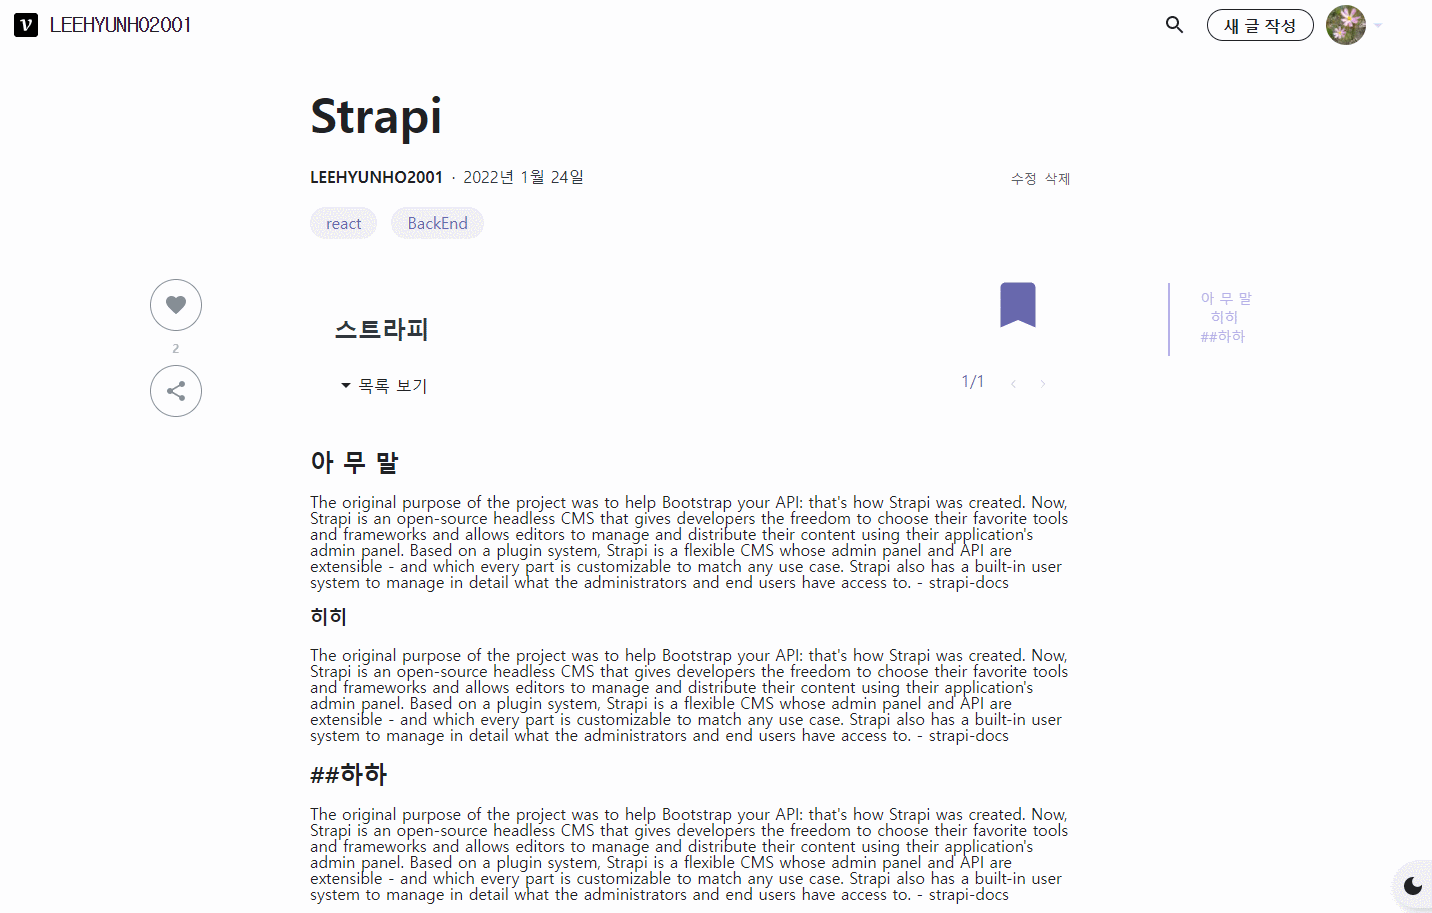 v LEEHYUNHO2001
새 글 작성
Strapi
LEEHYUNHO2001 · 2022년 1월 24일
수정 삭제
react BackEnd
2
스트라피
목록 보기
1/1 < >
아 무 말
히히
##하하
아 무 말
The original purpose of the project was to help Bootstrap your API: that's how Strapi was created. Now,
Strapi is an open-source headless CMS that gives developers the freedom to choose their favorite tools
and frameworks and allows editors to manage and distribute their content using their application's
admin panel. Based on a plugin system, Strapi is a flexible CMS whose admin panel and API are
extensible - and which every part is customizable to match any use case. Strapi also has a built-in user
system to manage in detail what the administrators and end users have access to. - strapi-docs
히히
The original purpose of the project was to help Bootstrap your API: that's how Strapi was created. Now,
Strapi is an open-source headless CMS that gives developers the freedom to choose their favorite tools
and frameworks and allows editors to manage and distribute their content using their application's
admin panel. Based on a plugin system, Strapi is a flexible CMS whose admin panel and API are
extensible - and which every part is customizable to match any use case. Strapi also has a built-in user
system to manage in detail what the administrators and end users have access to. - strapi-docs
##하하
The original purpose of the project was to help Bootstrap your API: that's how Strapi was created. Now,
Strapi is an open-source headless CMS that gives developers the freedom to choose their favorite tools
and frameworks and allows editors to manage and distribute their content using their application's
admin panel. Based on a plugin system, Strapi is a flexible CMS whose admin panel and API are
extensible - and which every part is customizable to match any use case. Strapi also has a built-in user
system to manage in detail what the administrators and end users have access to. - strapi-docs